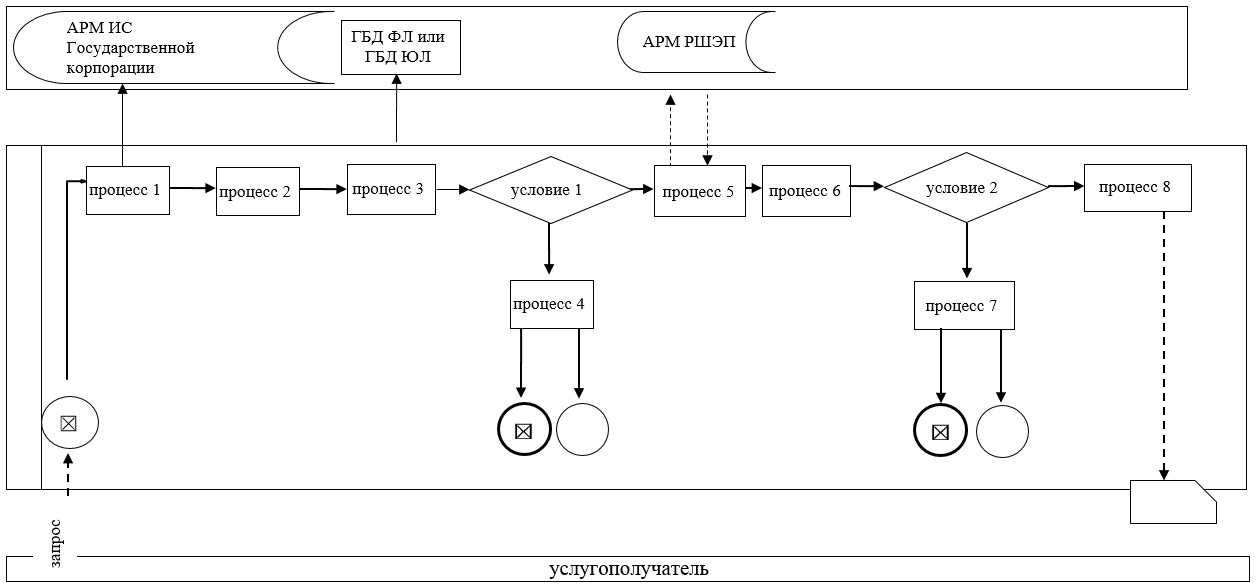 АРМ ИС
Государственной
корпорации
ГБД ФЛ или
ГБД ЮЛ
АРМ РШЭП
процесс 1
процесс 2
процесс 3
условие 1
процесс 5
процесс 6
условие 2
процесс 8
процесс 4
процесс 7
запрос
услугополучатель